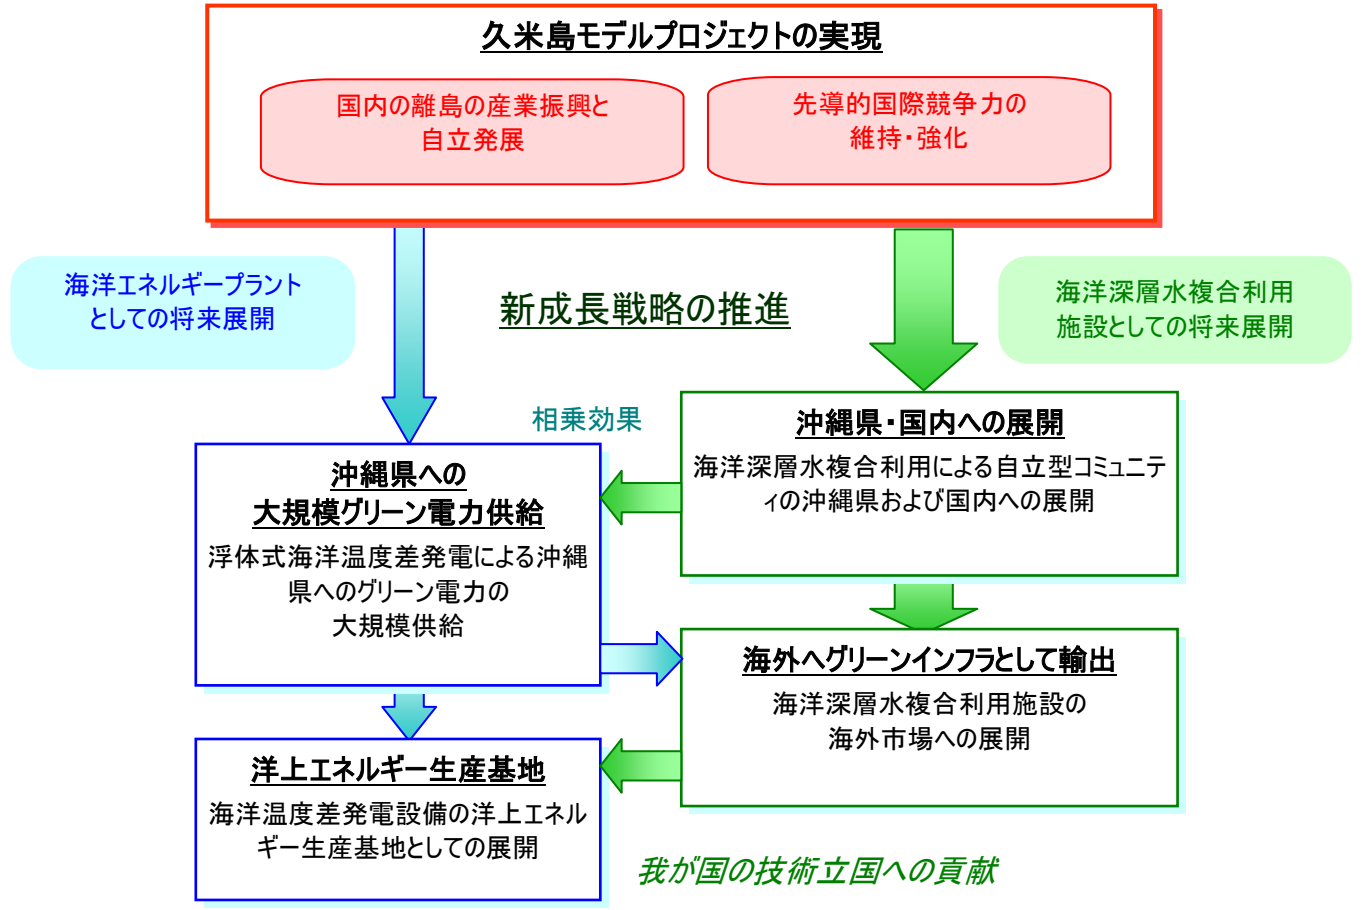 久米島モデルプロジェクトの実現
国内の離島の産業振興と
自立発展
先導的国際競争力の
維持・強化
海洋エネルギープラント
としての将来展開
新成長戦略の推進
海洋深層水複合利用
施設としての将来展開
相乗効果
沖縄県・国内への展開
海洋深層水複合利用による自立型コミュニテ
ィの沖縄県および国内への展開
沖縄県への
大規模グリーン電力供給
浮体式海洋温度差発電による沖縄
県へのグリーン電力の
大規模供給
海外へグリーンインフラとして輸出
海洋深層水複合利用施設の
海外市場への展開
洋上エネルギー生産基地
海洋温度差発電設備の洋上エネル
ギー生産基地としての展開
我が国の技術立国への貢献